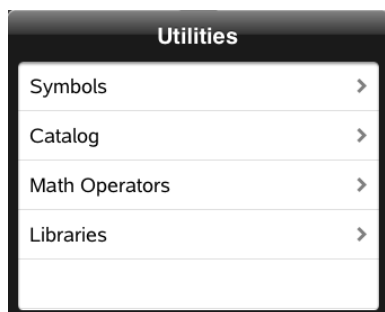 Utilities
Symbols
Catalog
Math Operators
Libraries